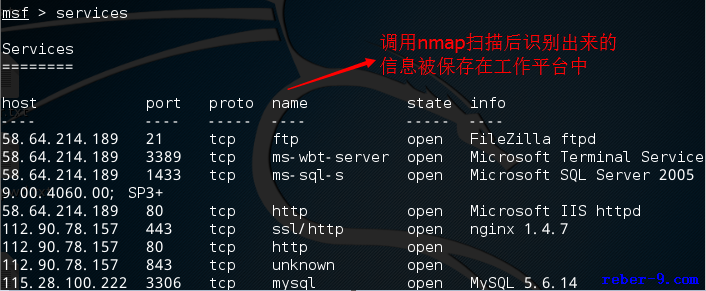 msf > services
调用nmap扫描后识别出来的
信息被保存在工作平台中
Services
========
host port proto name state info
---- ---- ----- ---- ----- ----
58.64.214.189 21 tcp ftp open FileZilla ftpd
58.64.214.189 3389 tcp ms-wbt-server open Microsoft Terminal Service
58.64.214.189 1433 tcp ms-sql-s open Microsoft SQL Server 2005
9.00.4060.00; SP3+
58.64.214.189 80 tcp http open Microsoft IIS httpd
112.90.78.157 443 tcp ssl/http open nginx 1.4.7
112.90.78.157 80 tcp http open
112.90.78.157 843 tcp unknown open
115.28.100.222 3306 tcp mysql open MySQL 5.6.14
reber-9.com